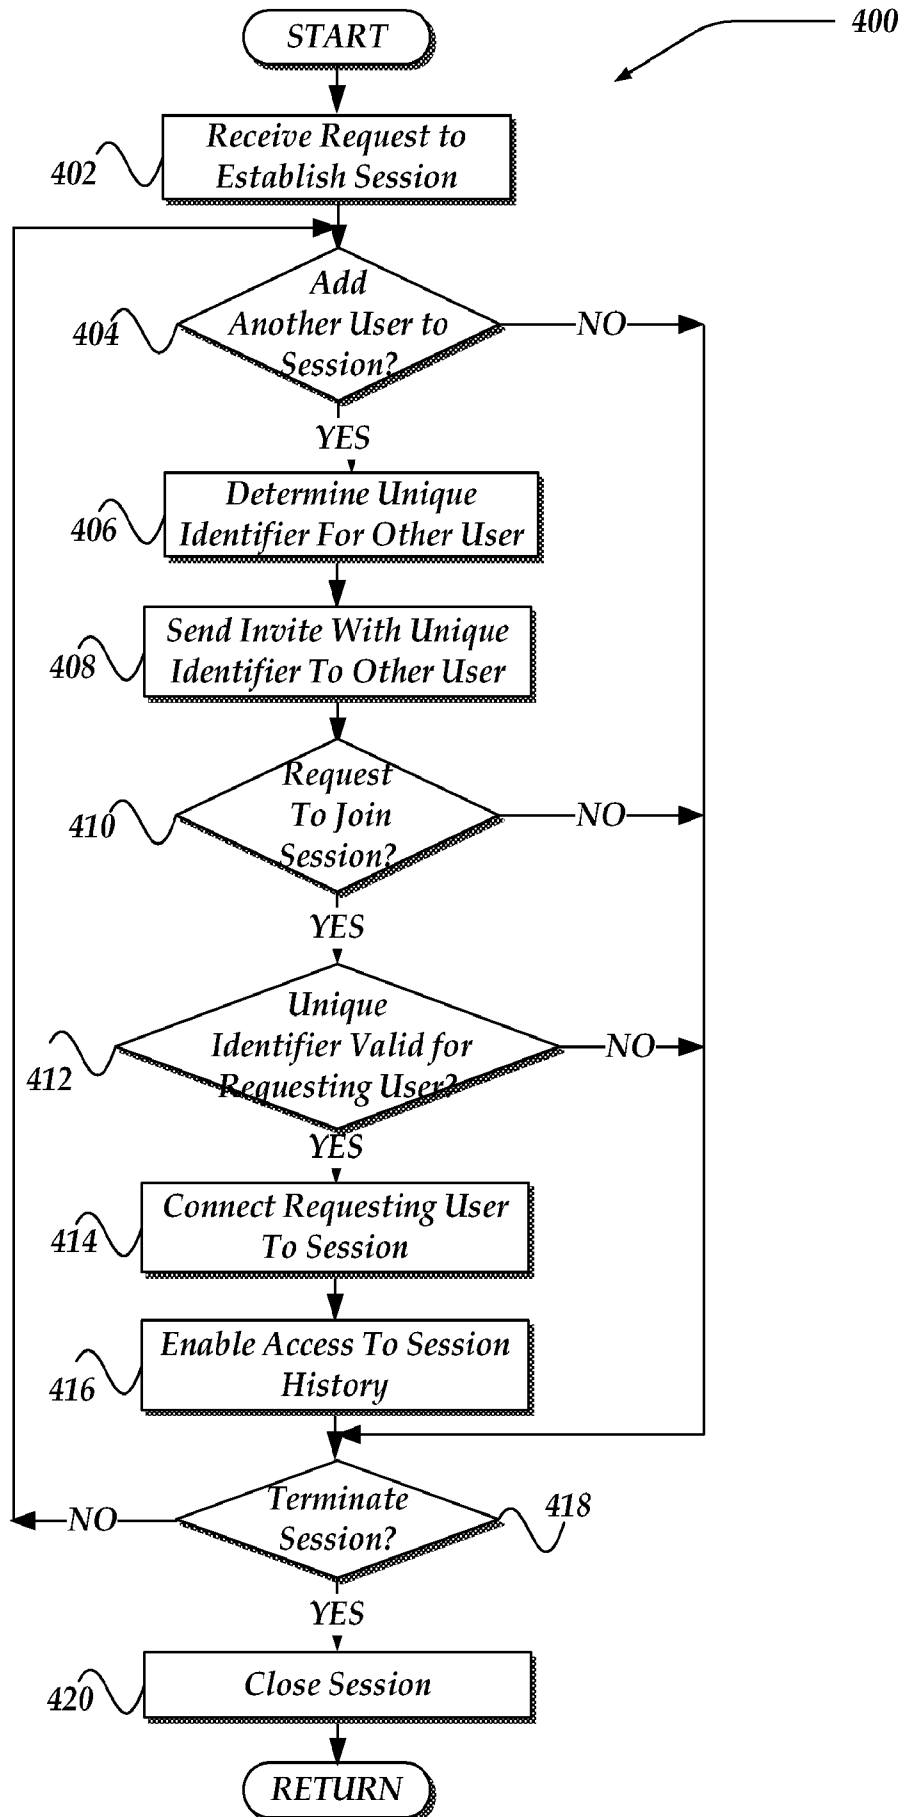 START
400
Receive Request to
Establish Session
402
Add
Another User to
Session?
404
NO
YES
Determine Unique
Identifier For Other User
406
Send Invite With Unique
Identifier To Other User
408
Request
To Join
Session?
410
NO
YES
Unique
Identifier Valid for
Requesting User?
412
NO
YES
Connect Requesting User
To Session
414
Enable Access To Session
History
416
Terminate
Session?
418
NO
YES
Close Session
420
RETURN